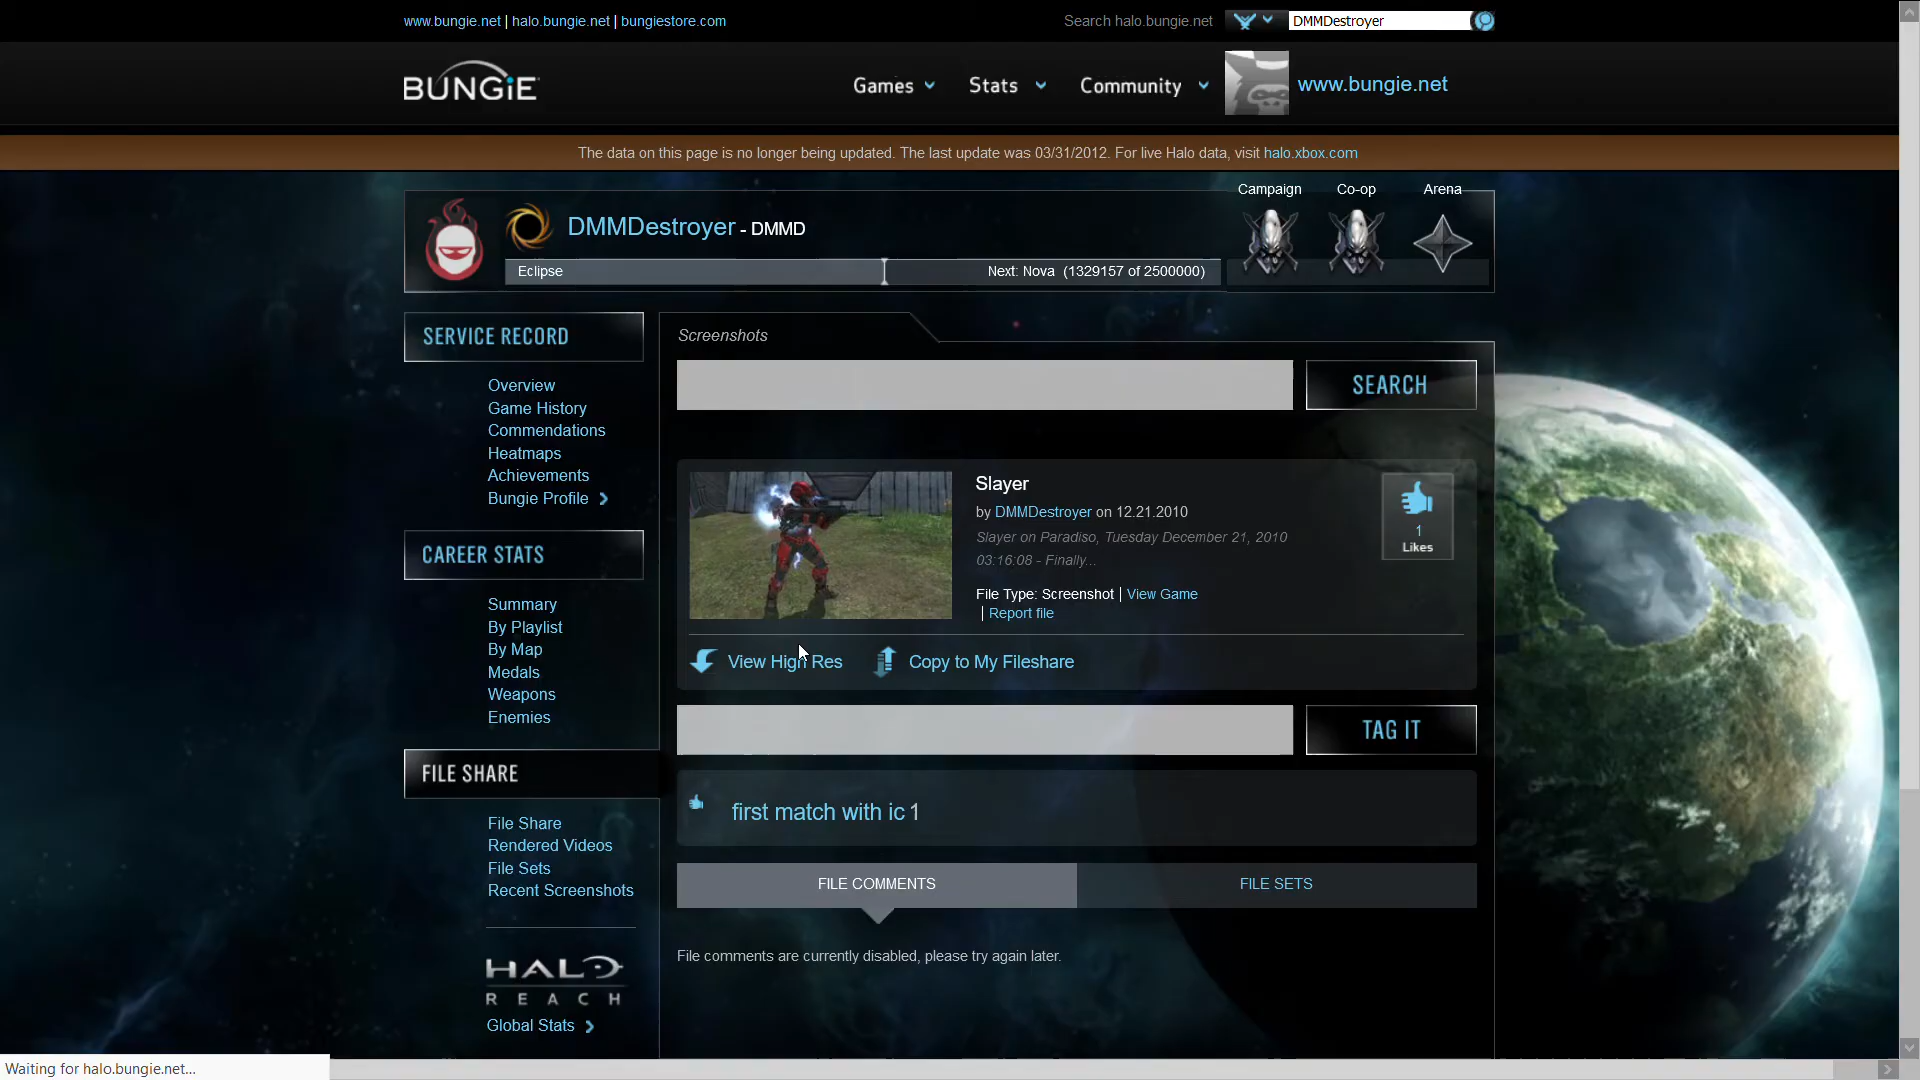 www.bungie.net | halo.bungie.net | bungiestore.com
Search halo.bungie.net
DMMDestroyer
BUNGiE
Games
Stats
Community
www.bungie.net
The data on this page is no longer being updated. The last update was 03/31/2012. For live Halo data, visit halo.xbox.com
Campaign
Co-op
Arena
DMMDestroyer - DMMD
Eclipse
Next: Nova (1329157 of 2500000)
SERVICE RECORD
Overview
Game History
Commendations
Heatmaps
Achievements
Bungie Profile
CAREER STATS
Summary
By Playlist
By Map
Medals
Weapons
Enemies
FILE SHARE
File Share
Rendered Videos
File Sets
Recent Screenshots
HALO
REACH
Global Stats
Screenshots
SEARCH
Slayer
by DMMDestroyer on 12.21.2010
Slayer on Paradiso, Tuesday December 21, 2010
03:16:08 - Finally...
File Type: Screenshot | View Game
| Report file
1
Likes
View High Res
Copy to My Fileshare
TAG IT
first match with ic 1
FILE COMMENTS
FILE SETS
File comments are currently disabled, please try again later.
Waiting for halo.bungie.net...